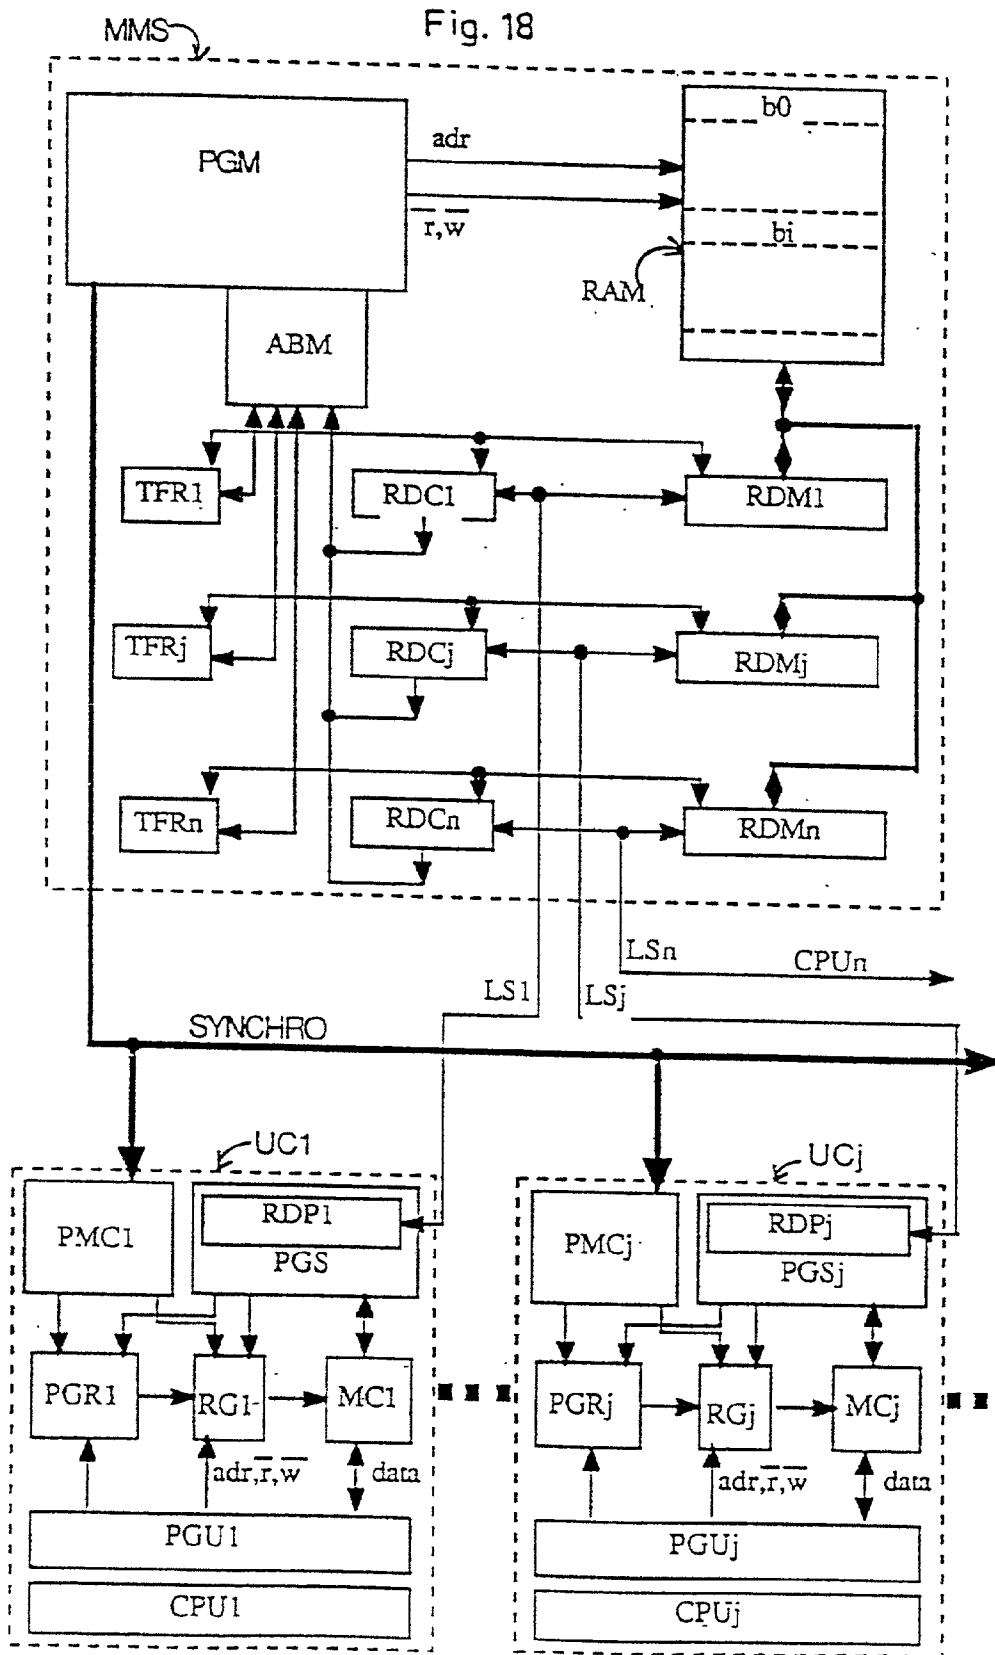 Fig. 18
MMS
PGM
adr
r,w
b0
bi
RAM
ABM
TFR1
RDC1
RDM1
TFRj
RDCj
RDMj
TFRn
RDCn
RDMn
LSn
CPUn
LS1
LSj
SYNCHRO
UC1
UCj
PMC1
RDP1
PGS
PMCj
RDPj
PGSj
PGR1
RG1
MC1
PGRj
RGj
MCj
adr,r,w
data
adr,r,w
data
PGU1
PGUj
CPU1
CPUj